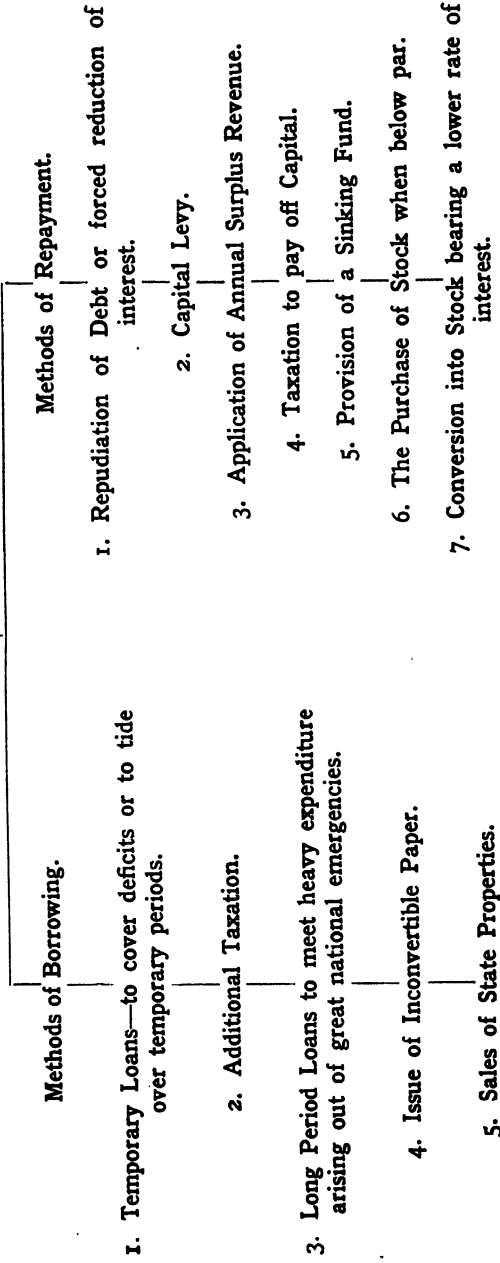 Methods of Borrowing.
1. Temporary Loans—to cover deficits or to tide
over temporary periods.
2. Additional Taxation.
3. Long Period Loans to meet heavy expenditure
arising out of great national emergencies.
4. Issue of Inconvertible Paper.
5. Sales of State Properties.
Methods of Repayment.
1. Repudiation of Debt or forced reduction of
interest.
2. Capital Levy.
3. Application of Annual Surplus Revenue.
4. Taxation to pay off Capital.
5. Provision of a Sinking Fund.
6. The Purchase of Stock when below par.
7. Conversion into Stock bearing a lower rate of
interest.